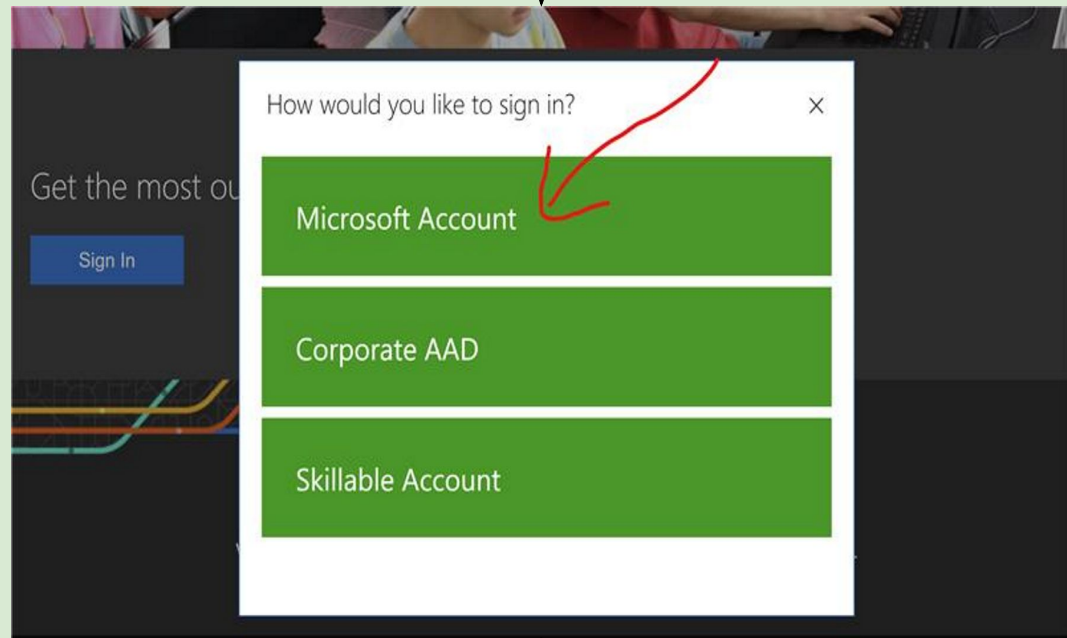 How would you like to sign in?
Get the most ou
Sign In
Microsoft Account
Corporate AAD
Skillable Account